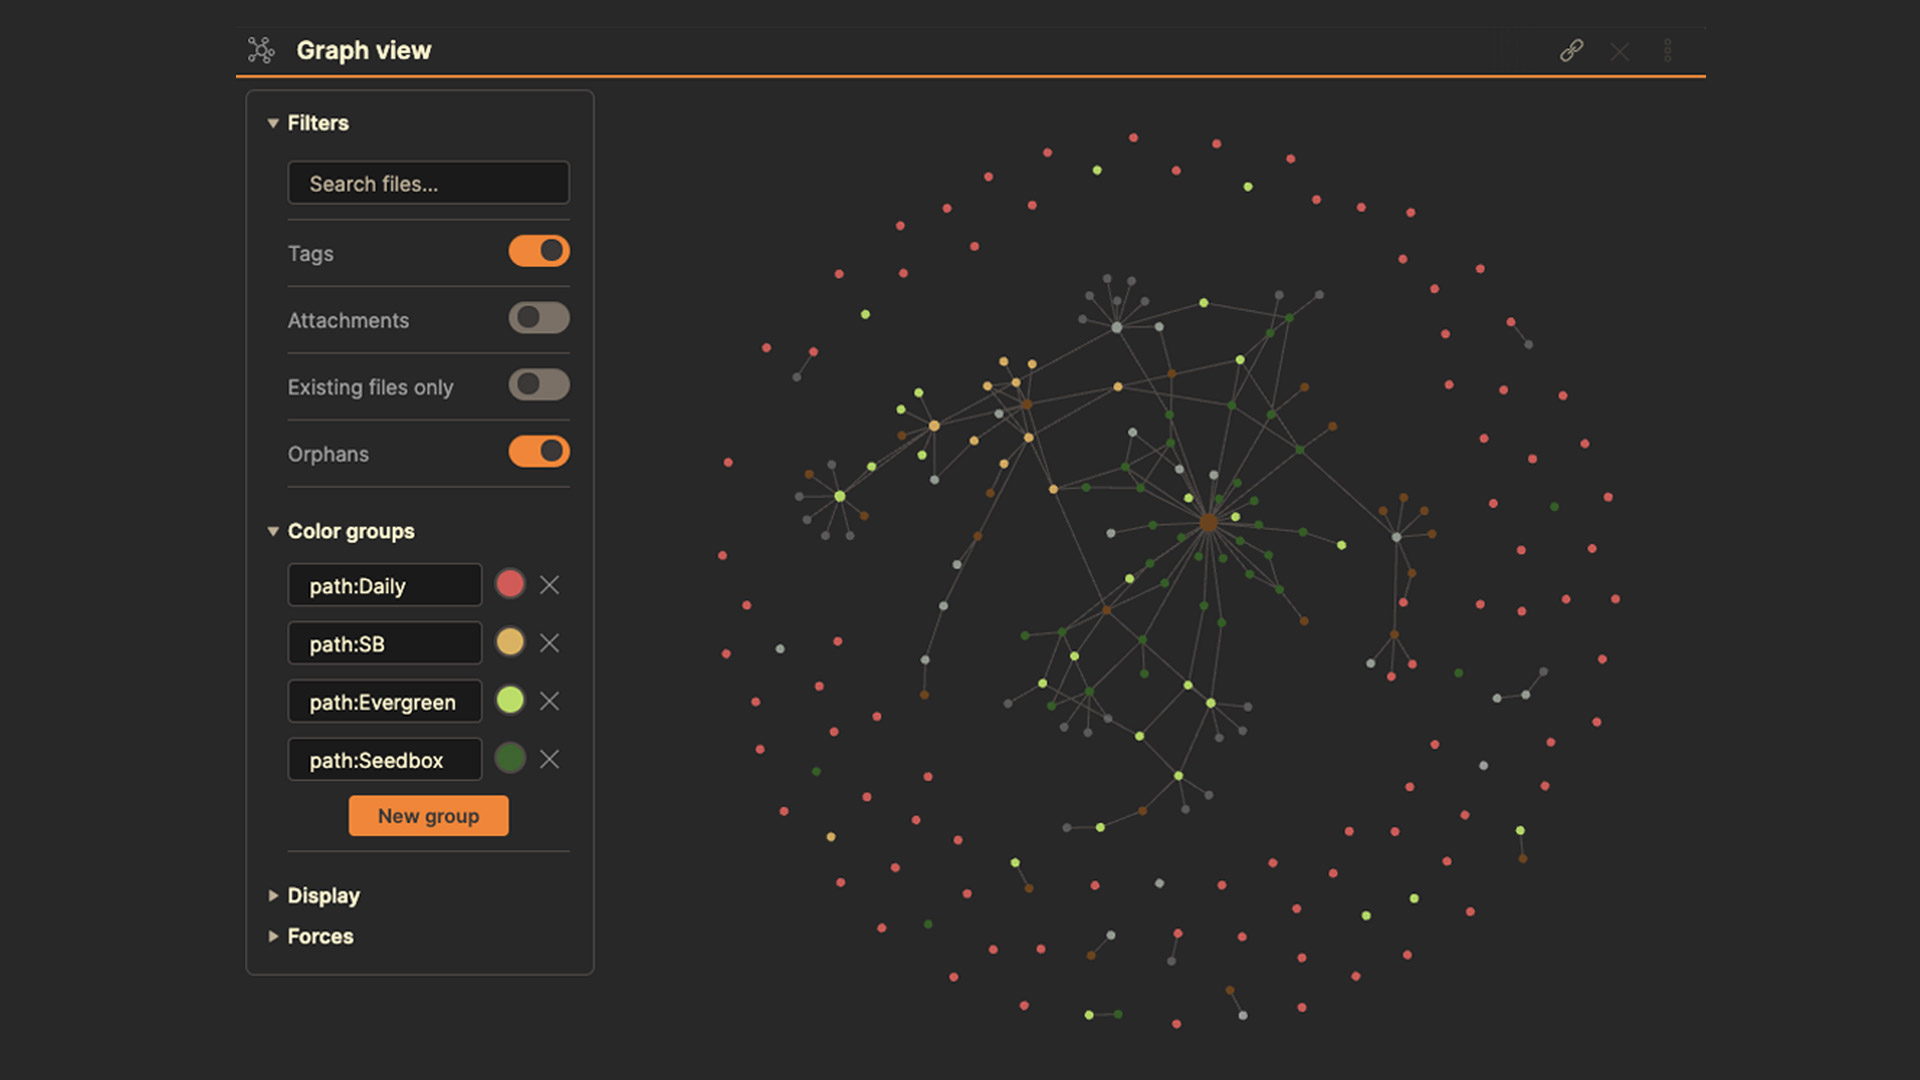 Graph view
Filters
Search files...
Tags
Attachments
Existing files only
Orphans
Color groups
path:Daily
path:SB
path:Evergreen
path:Seedbox
New group
Display
Forces